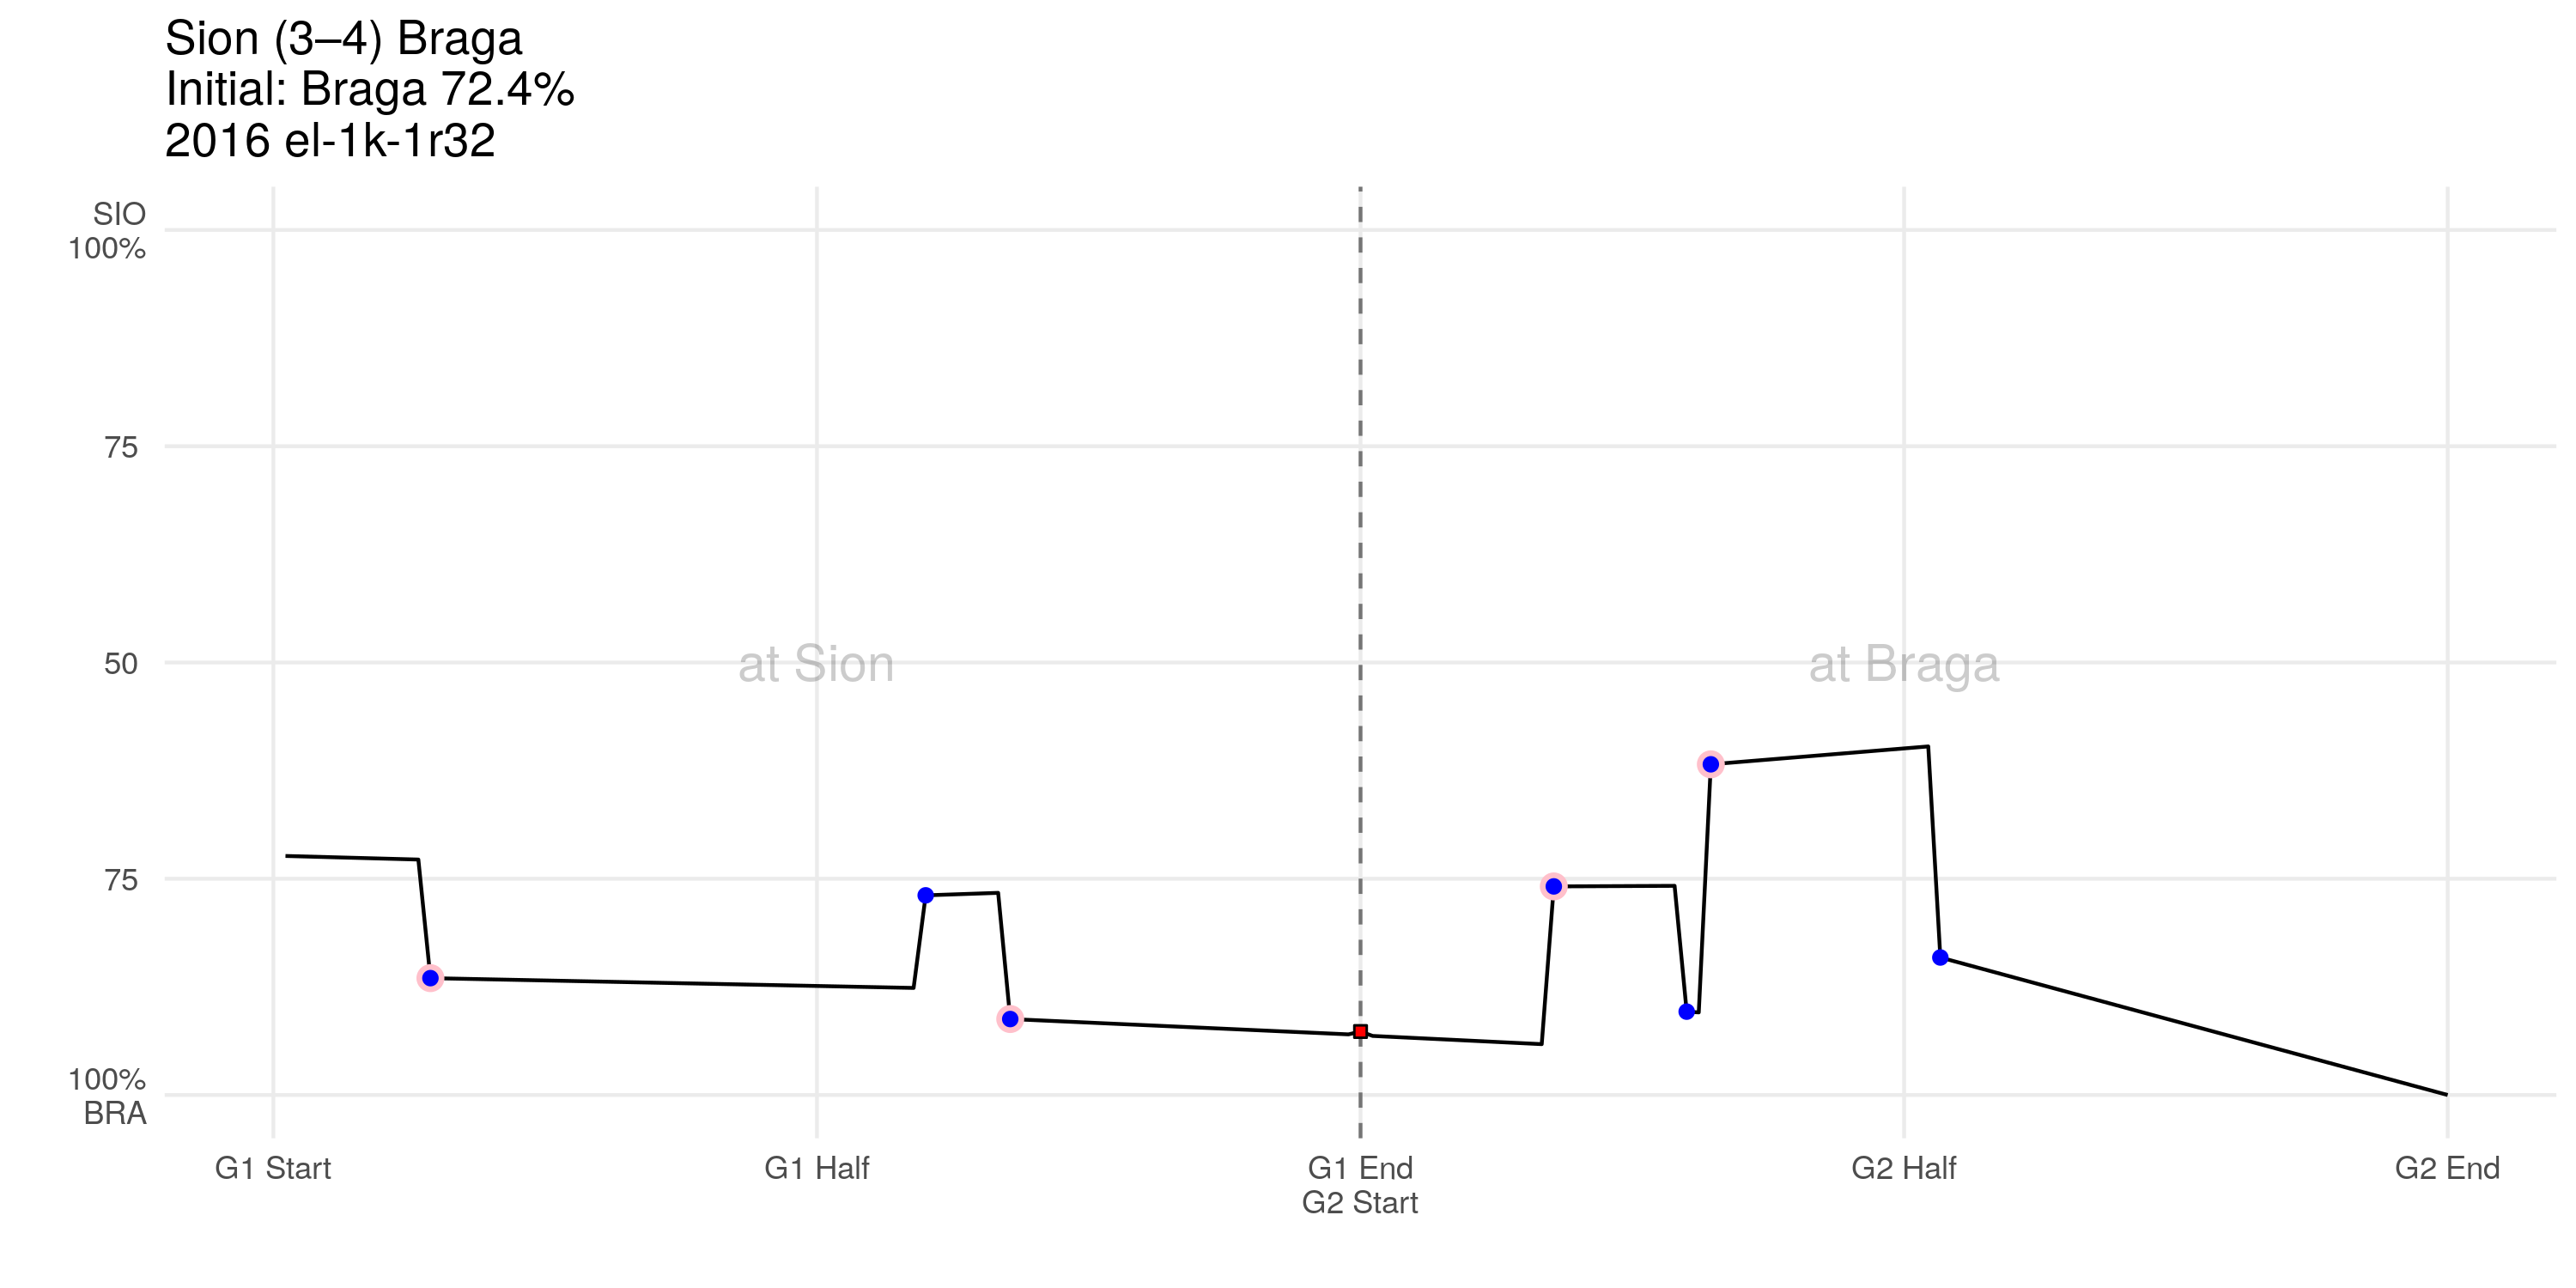 Sion (3–4) Braga
Initial: Braga 72.4%
2016 el-1k-1r32
SIO
100%
75
50
75
100%
BRA
at Sion
at Braga
G1 Start
G1 Half
G1 End
G2 Start
G2 Half
G2 End